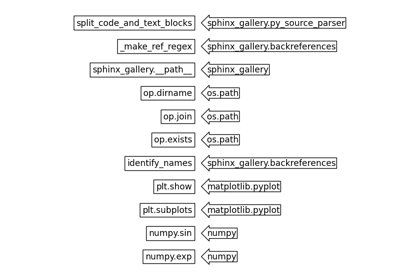 split_code_and_text_blocks sphinx_gallery.py_source_parser
_make_ref_regex sphinx_gallery.backreferences
sphinx_gallery.__path__ sphinx_gallery
op.dirname os.path
op.join os.path
op.exists os.path
identify_names sphinx_gallery.backreferences
plt.show matplotlib.pyplot
plt.subplots matplotlib.pyplot
numpy.sin numpy
numpy.exp numpy